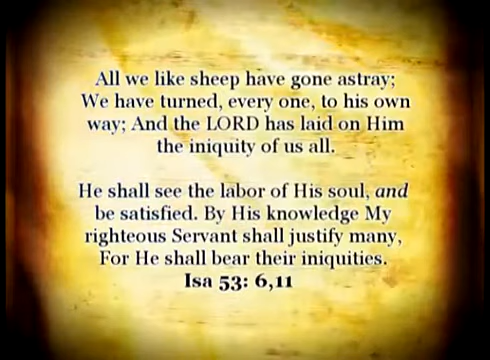 All we like sheep have gone astray;
We have turned, every one, to his own
way; And the LORD has laid on Him
the iniquity of us all.
He shall see the labor of His soul, and
be satisfied. By His knowledge My
righteous Servant shall justify many,
For He shall bear their iniquities.
Isa 53: 6,11